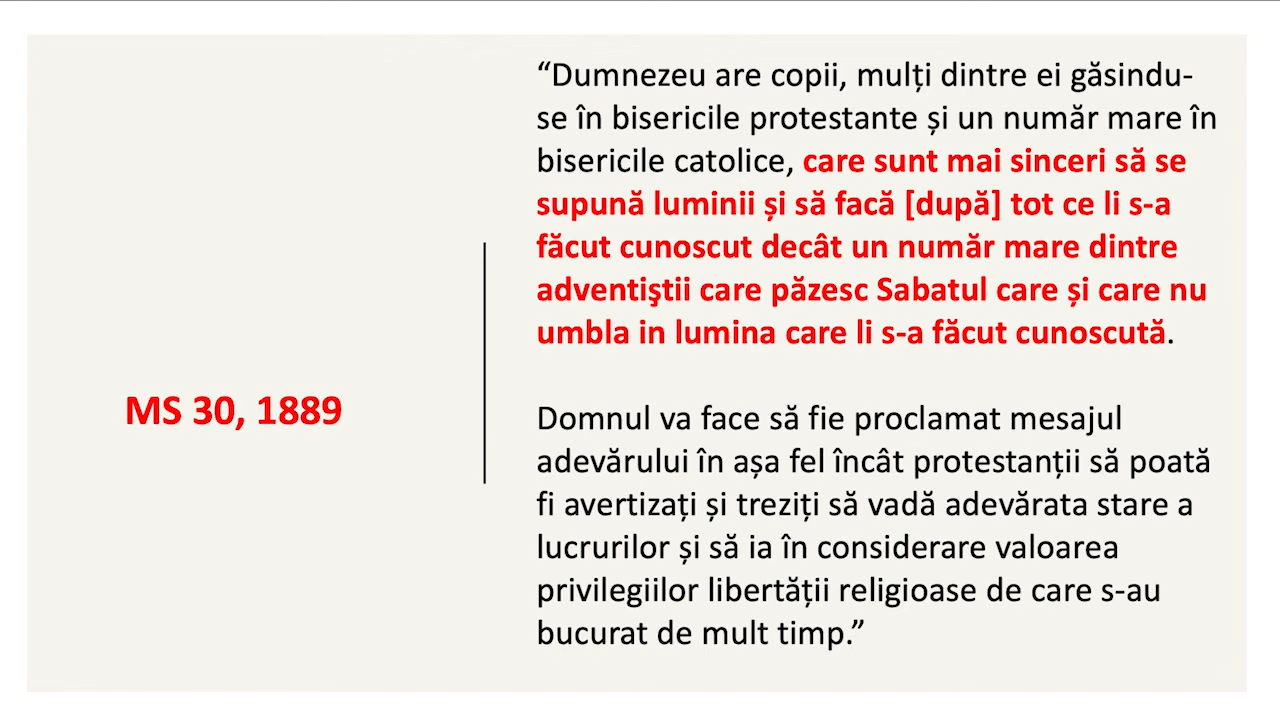 MS 30, 1889
“Dumnezeu are copii, mulți dintre ei găsindu-
se în bisericile protestante și un număr mare în
bisericile catolice, care sunt mai sinceri să se
supună luminii și să facă [după] tot ce li s-a
făcut cunoscut decât un număr mare dintre
adventiştii care păzesc Sabatul care și care nu
umbla in lumina care li s-a făcut cunoscută.
Domnul va face să fie proclamat mesajul
adevărului în așa fel încât protestanții să poată
fi avertizați și treziți să vadă adevărata stare a
lucrurilor și să ia în considerare valoarea
privilegiilor libertății religioase de care s-au
bucurat de mult timp.”